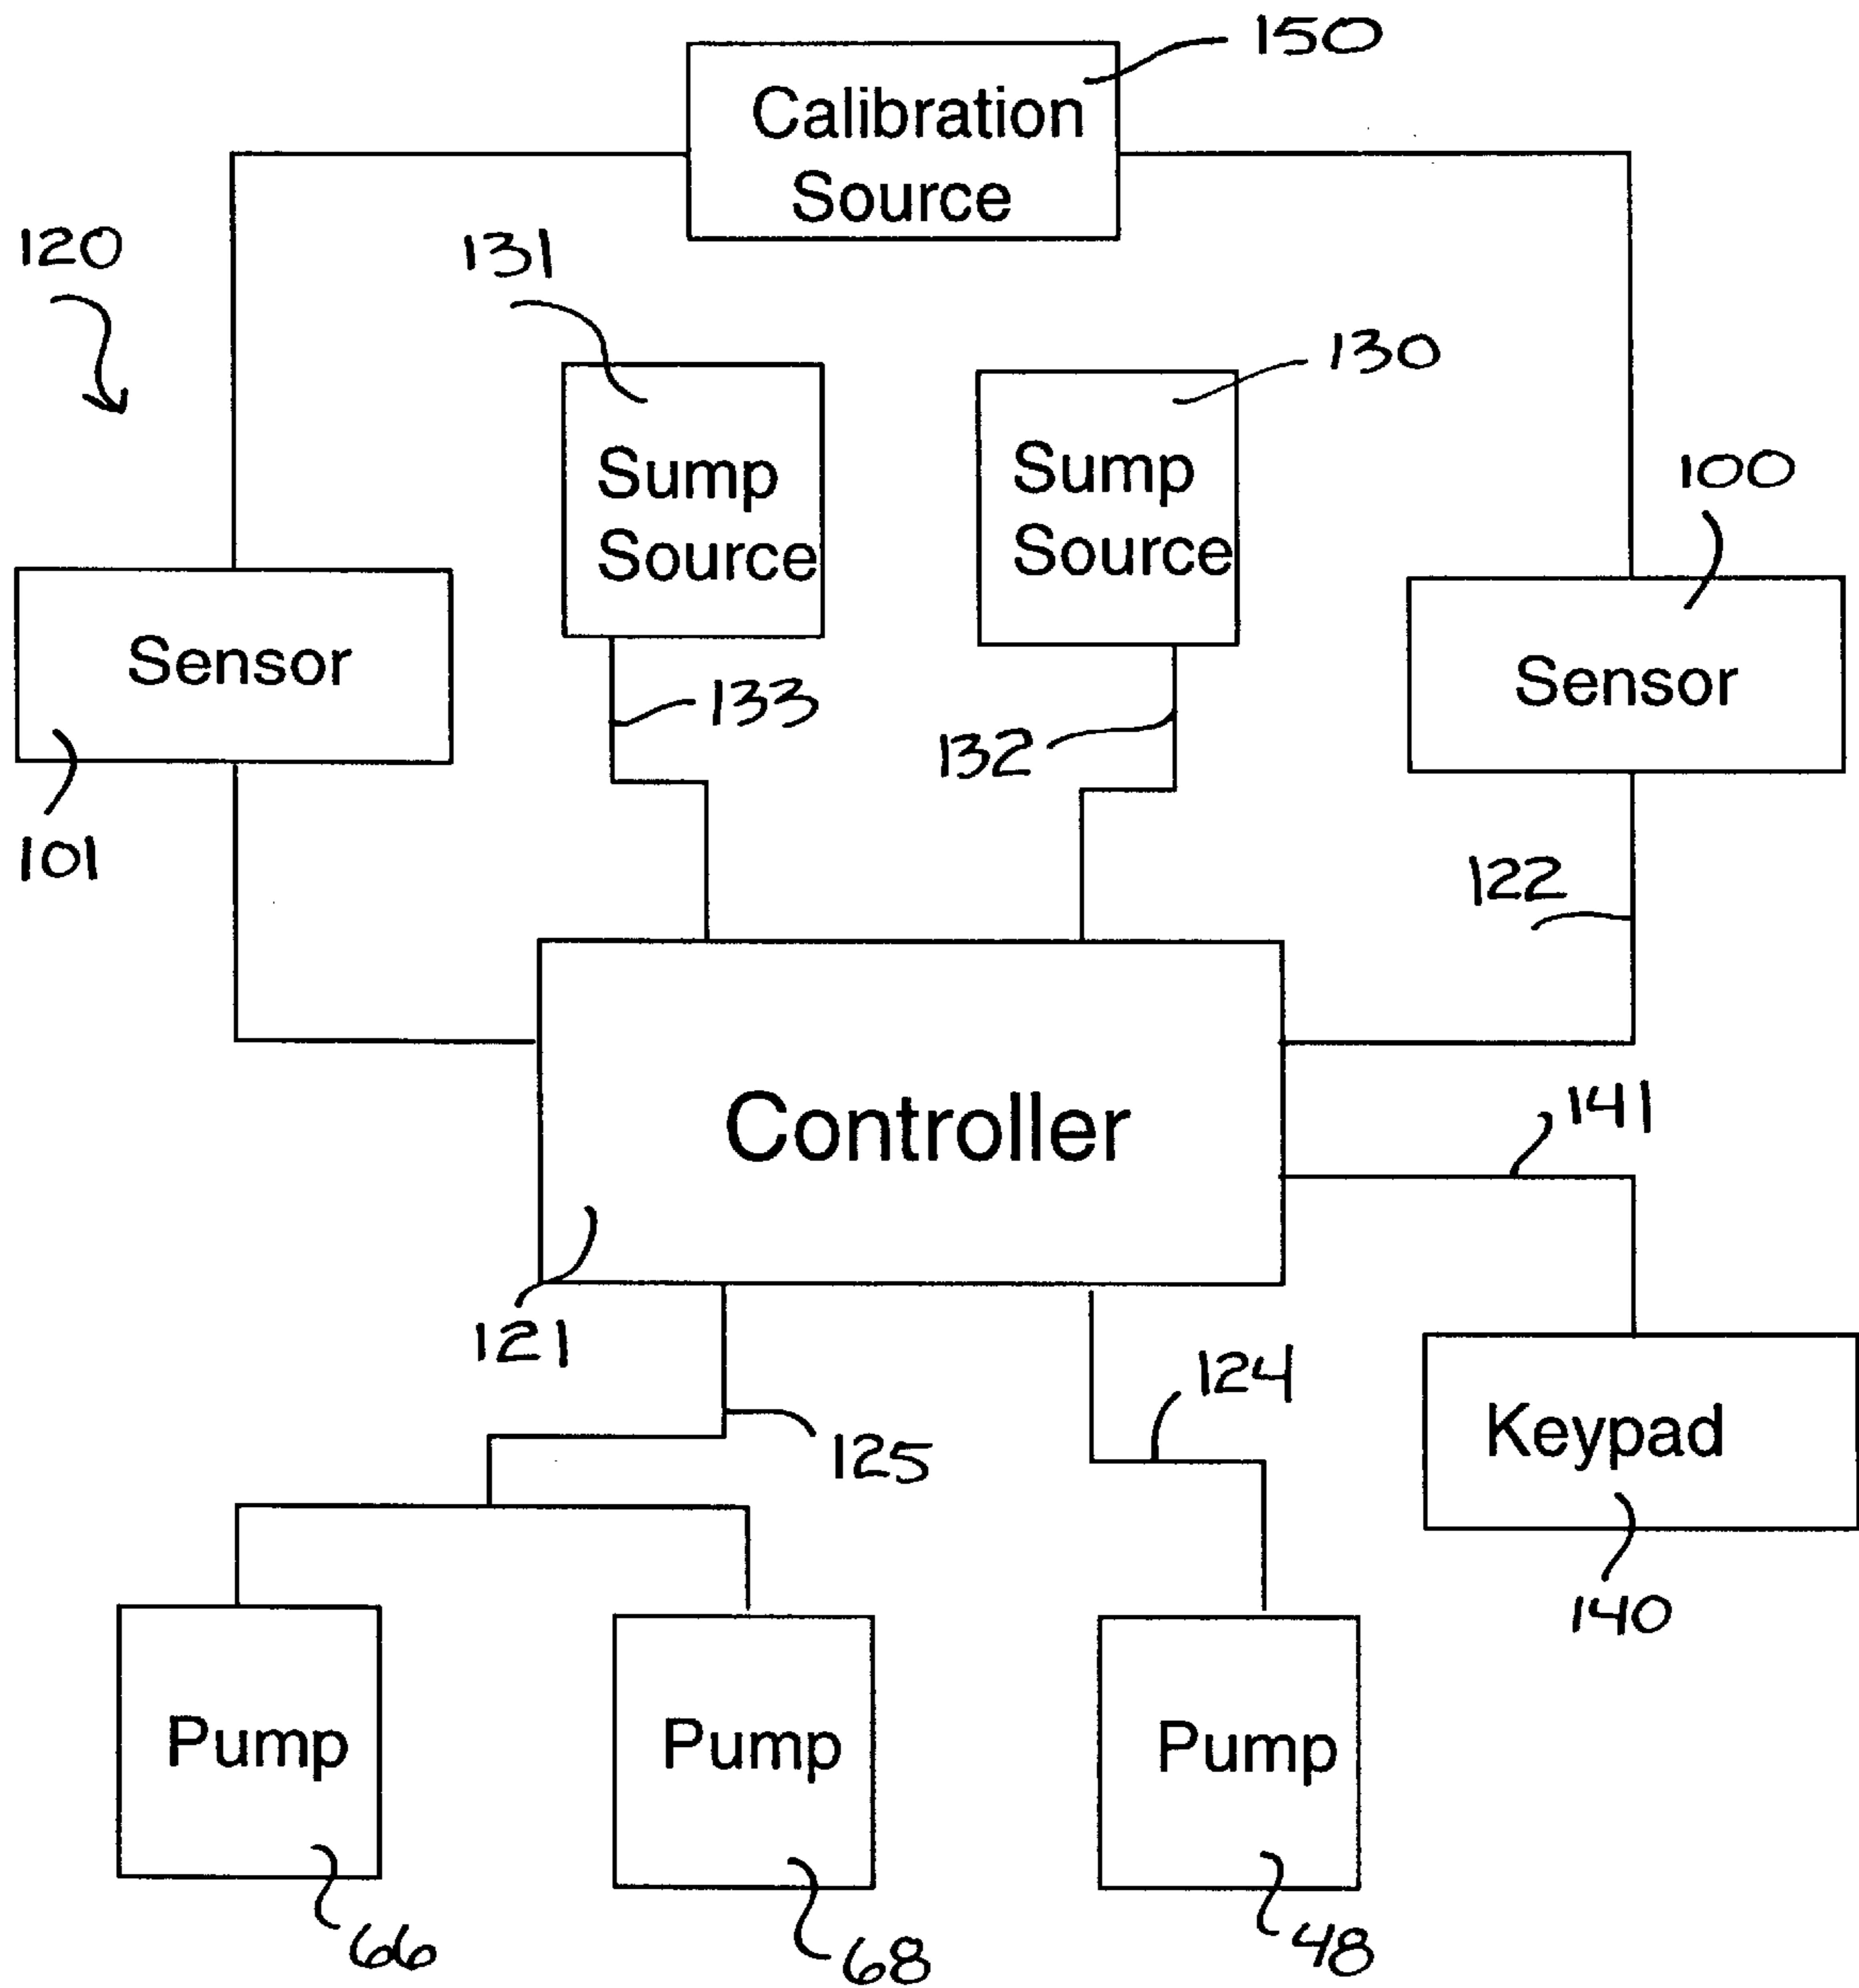 150
Calibration
Source
120
131
130
Sump
Source
Sump
Source
100
Sensor
Sensor
133
132
101
122
Controller
141
121
124
125
Keypad
140
Pump
Pump
Pump
66
68
48